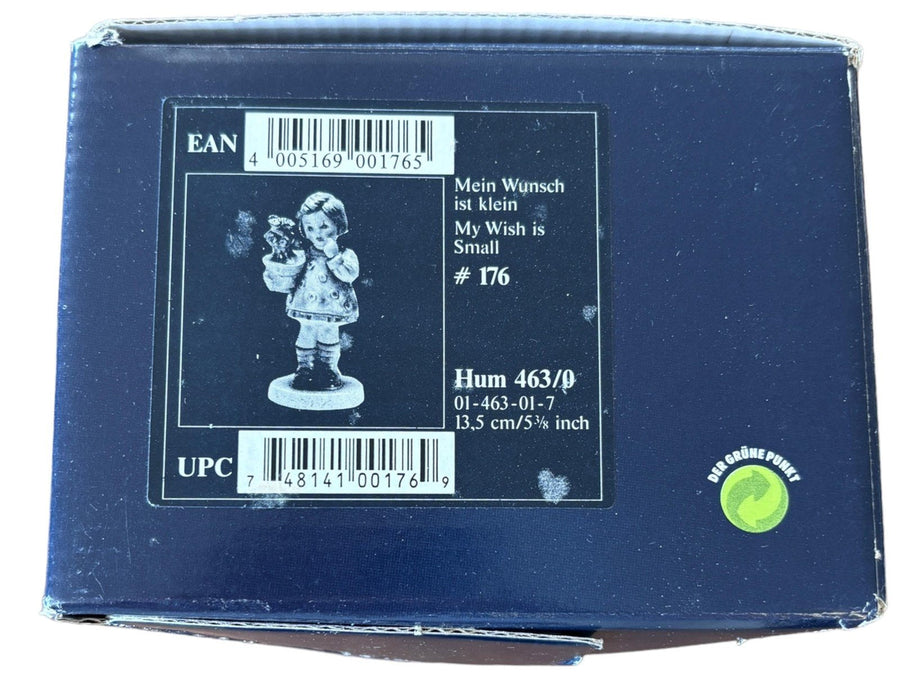 EAN
4 005169 001765
Mein Wunsch
ist klein
My Wish is
Small
# 176
Hum 463/0
01-463-01-7
13,5 cm/5⅜ inch
UPC
7 48141 00176 9
DER GRÜNE PUNKT